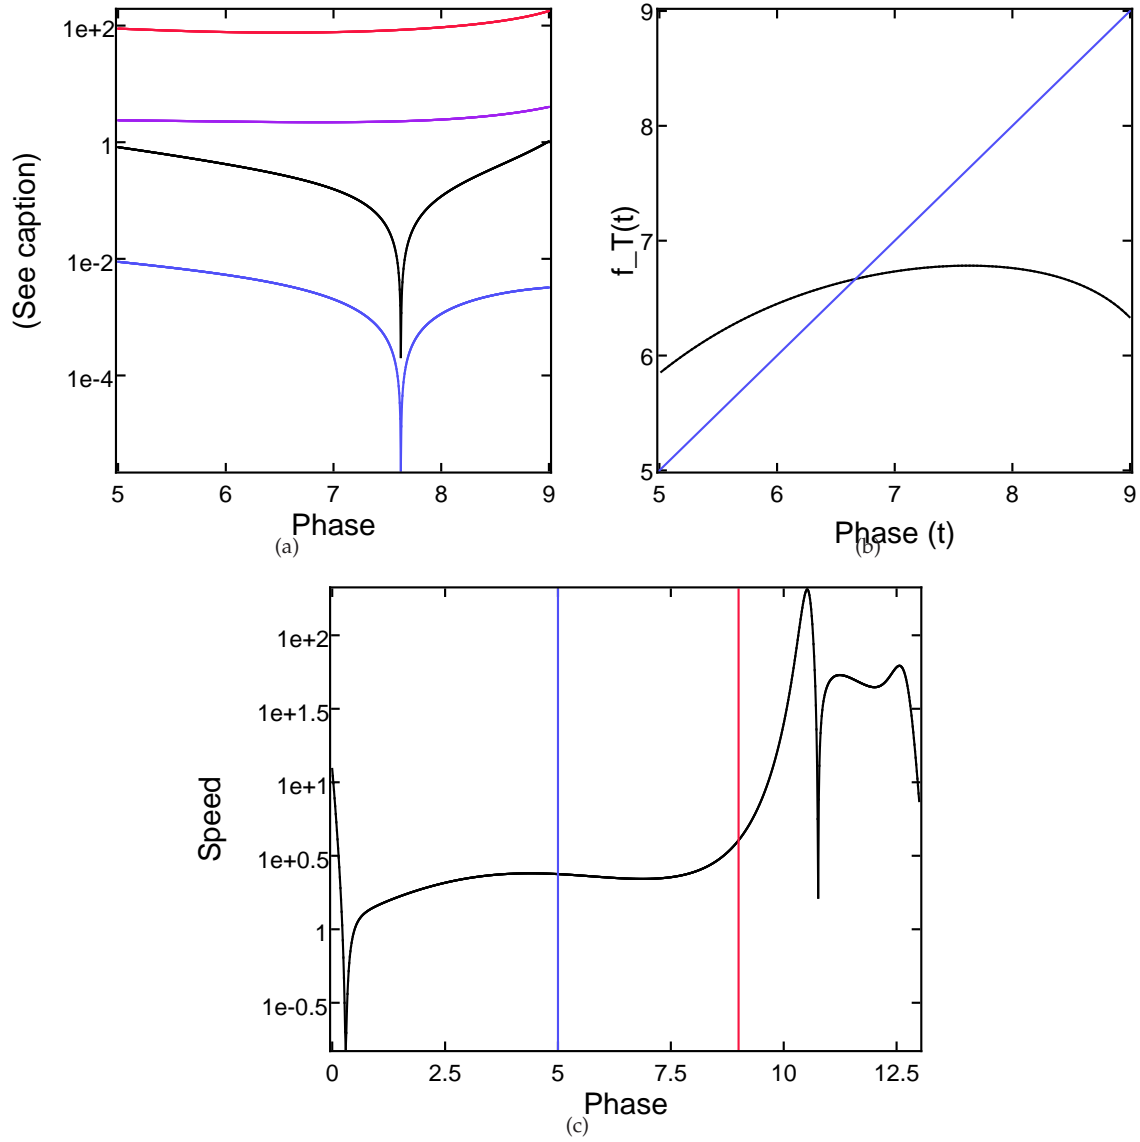 (See caption)
1e+2
1
1e-2
1e-4
5 6 7 8 9
Phase
(a)
f_T(t)
9
8
7
6
5
5 6 7 8 9
Phase (t)
(b)
Speed
1e+2
1e+1.5
1e+1
1e+0.5
1
1e-0.5
0 2.5 5 7.5 10 12.5
Phase
(c)